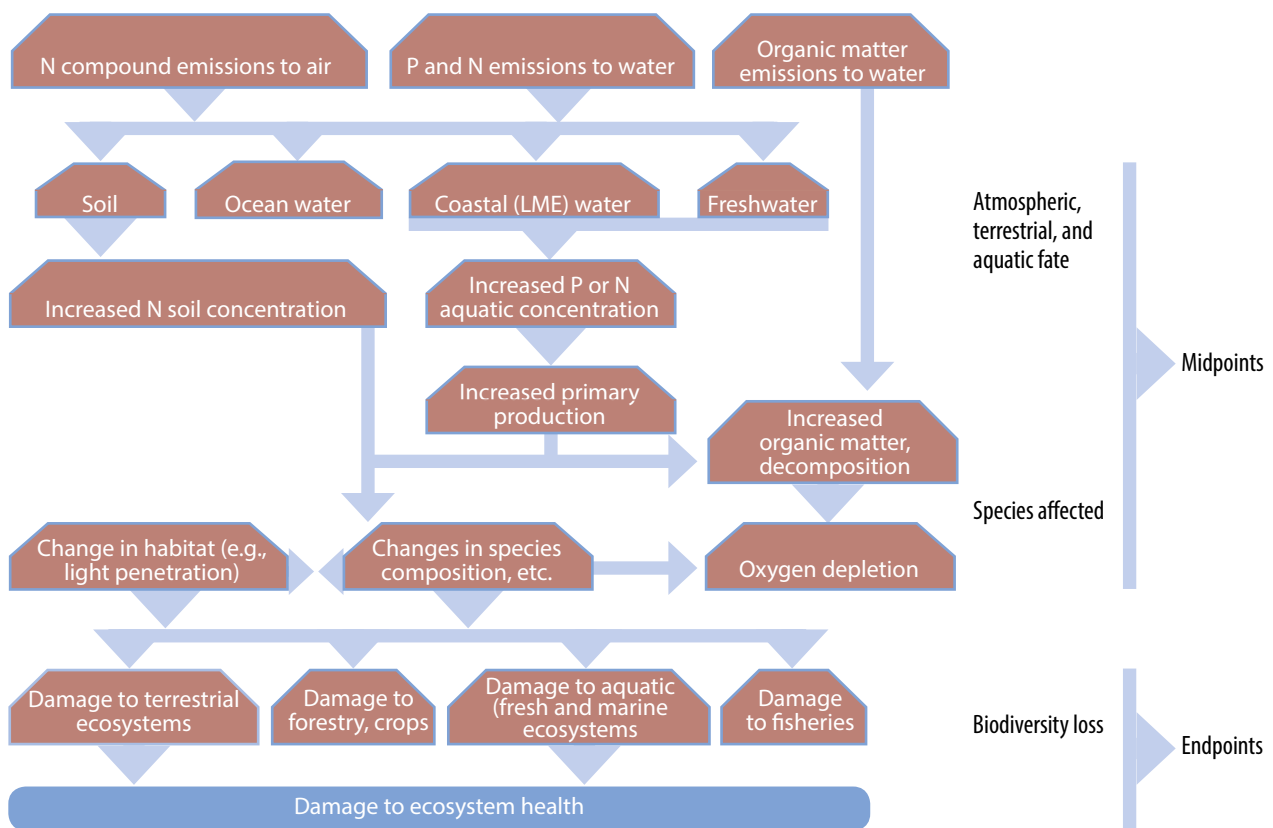 N compound emissions to air
P and N emissions to water
Organic matter
emissions to water
Soil
Ocean water
Coastal (LME) water
Freshwater
Atmospheric,
terrestrial, and
aquatic fate
Increased N soil concentration
Increased P or N
aquatic concentration
Midpoints
Increased primary
production
Increased
organic matter,
decomposition
Species affected
Change in habitat (e.g.,
light penetration)
Changes in species
composition, etc.
Oxygen depletion
Damage to terrestrial
ecosystems
Damage to
forestry, crops
Damage to aquatic
(fresh and marine
ecosystems
Damage
to fisheries
Biodiversity loss
Endpoints
Damage to ecosystem health